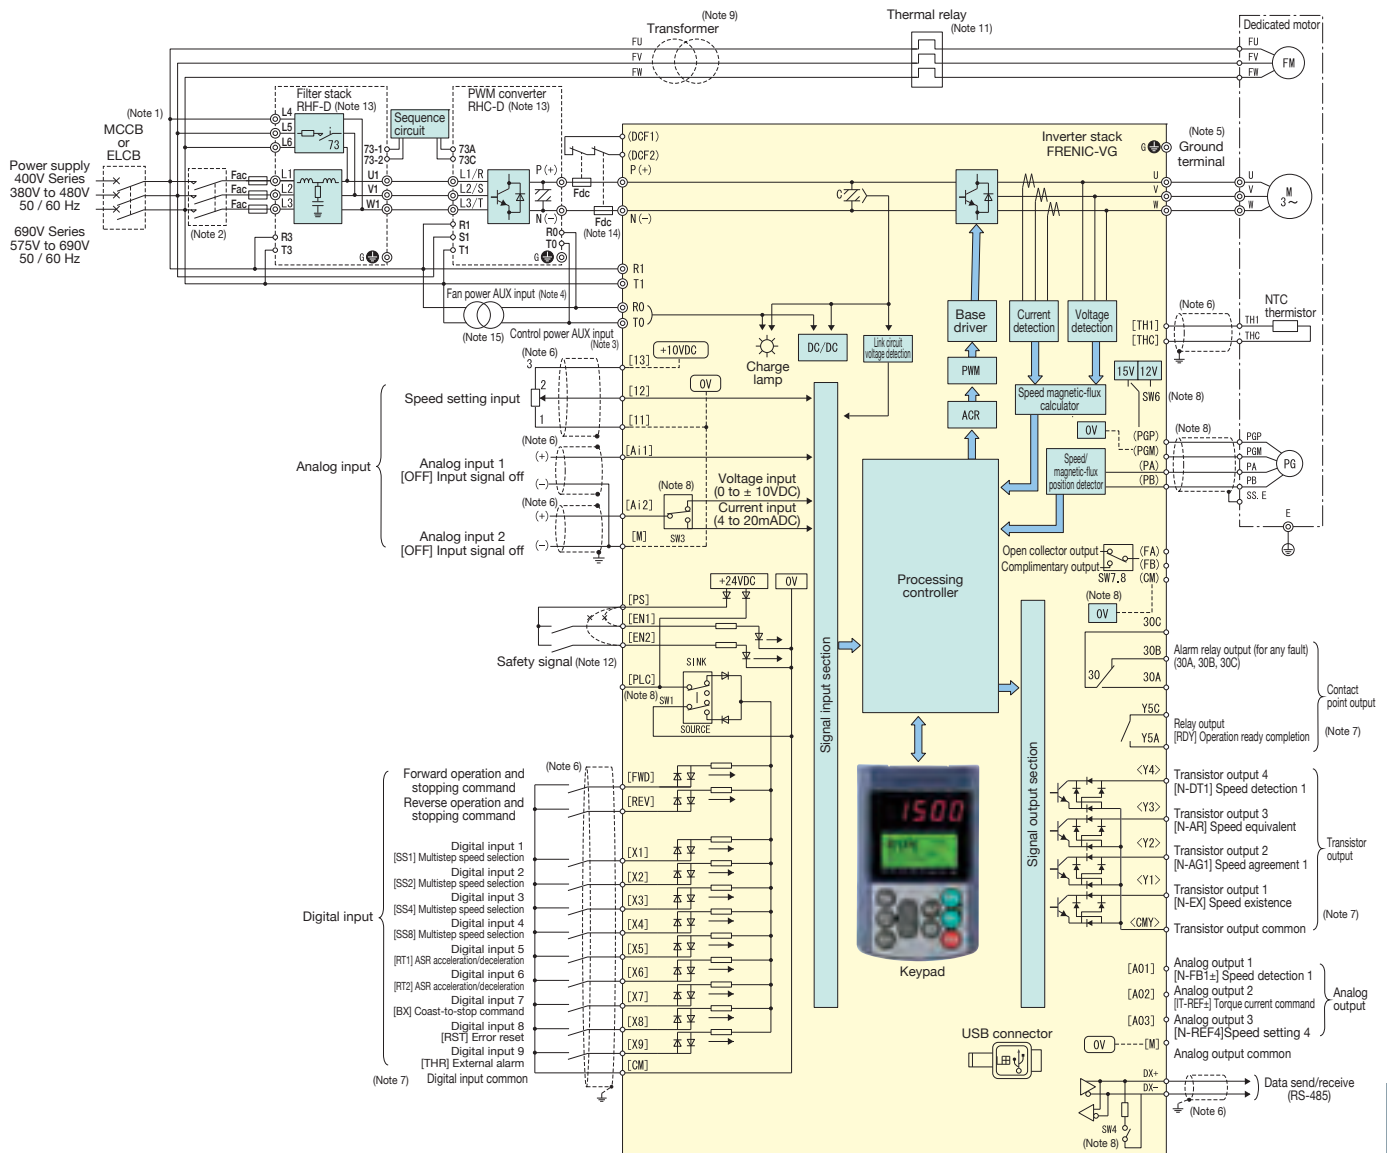 (Note 9)
Transformer
Thermal relay
(Note 11)
Dedicated motor
FU
FV
FW
FU
FV
FW
FM
(Note 1)
MCCB
or
ELCB
Power supply
400V Series
380V to 480V
50 / 60 Hz
690V Series
575V to 690V
50 / 60 Hz
(Note 2)
Fac
Fac
Fac
Filter stack
RHF-D (Note 13)
L4
L5
L6
73
L1
L2
L3
U1
V1
W1
R3
T3
G
73-1
73-2
Sequence
circuit
PWM converter
RHC-D (Note 13)
73A
73C
L1/R
L2/S
L3/T
P(+)
N(-)
R1
S1
T1
R0
T0
G
Fdc
Fdc
(Note 14)
Inverter stack
FRENIC-VG
(DCF1)
(DCF2)
P(+)
N(-)
C
G
(Note 5)
Ground
terminal
U
V
W
U
V
W
M
3~
R1
T1
R0
T0
Fan power AUX input (Note 4)
(Note 15)
Control power AUX input
(Note 3)
Charge
lamp
DC/DC
Link circuit
voltage detection
Base
driver
PWM
ACR
Current
detection
Voltage
detection
Speed magnetic-flux
calculator
Speed/
magnetic-flux
position detector
0V
15V
12V
SW6
(Note 8)
[TH1]
[THC]
(Note 6)
TH1
THC
NTC
thermistor
(PGP)
(PGM)
(PA)
(PB)
(Note 8)
PGP
PGM
PA
PB
SS.E
PG
E
Analog input
Speed setting input
(Note 6)
3
2
1
[13]
+10VDC
[12]
0V
[11]
(Note 6)
Analog input 1
[OFF] Input signal off
(+)
(-)
[Ai1]
(Note 6)
Analog input 2
[OFF] Input signal off
(+)
(-)
[Ai2]
[M]
(Note 8)
SW3
Voltage input
(0 to ± 10VDC)
Current input
(4 to 20mADC)
Signal input section
Processing
controller
Signal output section
Open collector output
Complimentary output
SW7.8
(FA)
(FB)
(CM)
(Note 8)
0V
+24VDC
0V
[PS]
[EN1]
[EN2]
Safety signal (Note 12)
[PLC]
(Note 8)
SW1
SINK
SOURCE
30C
30B
30A
30
Alarm relay output (for any fault)
(30A, 30B, 30C)
Y5C
Y5A
Relay output
[RDY] Operation ready completion
Contact
point output
(Note 7)
Digital input
(Note 7)
(Note 6)
Forward operation and
stopping command
[FWD]
Reverse operation and
stopping command
[REV]
Digital input 1
[SS1] Multistep speed selection
[X1]
Digital input 2
[SS2] Multistep speed selection
[X2]
Digital input 3
[SS4] Multistep speed selection
[X3]
Digital input 4
[SS8] Multistep speed selection
[X4]
Digital input 5
[RT1] ASR acceleration/deceleration
[X5]
Digital input 6
[RT2] ASR acceleration/deceleration
[X6]
Digital input 7
[BX] Coast-to-stop command
[X7]
Digital input 8
[RST] Error reset
[X8]
Digital input 9
[THR] External alarm
[X9]
Digital input common
[CM]
1500
Keypad
<Y4>
Transistor output 4
[N-DT1] Speed detection 1
<Y3>
Transistor output 3
[N-AR] Speed equivalent
<Y2>
Transistor output 2
[N-AG1] Speed agreement 1
<Y1>
Transistor output 1
[N-EX] Speed existence
<CMY>
Transistor output common
Transistor
output
(Note 7)
[A01]
Analog output 1
[N-FB1±] Speed detection 1
[A02]
Analog output 2
[IT-REF±] Torque current command
[A03]
Analog output 3
[N-REF4]Speed setting 4
0V
[M]
Analog output common
Analog
output
USB connector
DX+
DX-
SW4
(Note 8)
(Note 6)
Data send/receive
(RS-485)